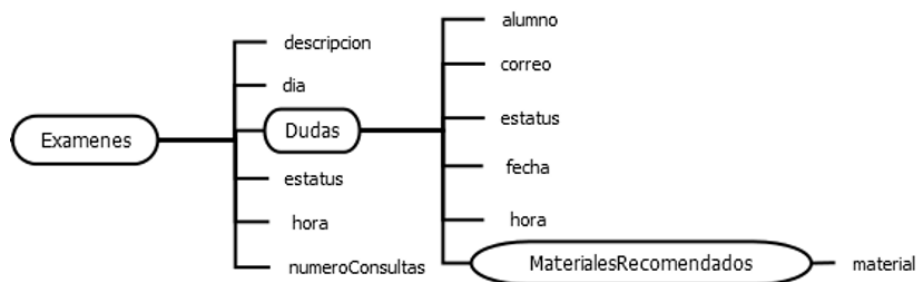 Examenes
descripcion
dia
Dudas
estatus
hora
numeroConsultas
alumno
correo
estatus
fecha
hora
MaterialesRecomendados
material